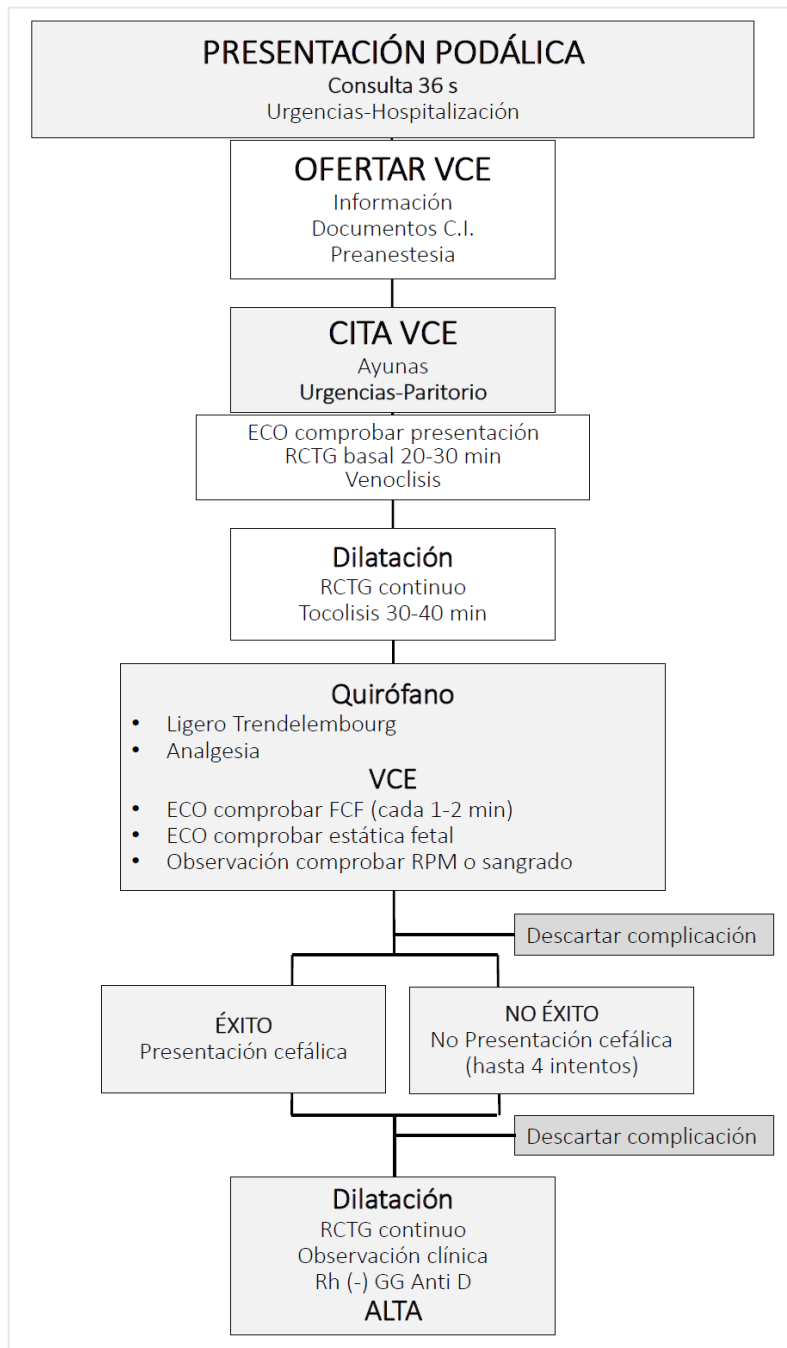 PRESENTACIÓN PODÁLICA
Consulta 36 s
Urgencias-Hospitalización
OFERTAR VCE
Información
Documentos C.I.
Preanestesia
CITA VCE
Ayunas
Urgencias-Paritorio
ECO comprobar presentación
RCTG basal 20-30 min
Venoclisis
Dilatación
RCTG continuo
Tocolisis 30-40 min
Quirófano
• Ligero Trendelembourg
• Analgesia
VCE
• ECO comprobar FCF (cada 1-2 min)
• ECO comprobar estática fetal
• Observación comprobar RPM o sangrado
Descartar complicación
ÉXITO
Presentación cefálica
NO ÉXITO
No Presentación cefálica
(hasta 4 intentos)
Descartar complicación
Dilatación
RCTG continuo
Observación clínica
Rh (-) GG Anti D
ALTA